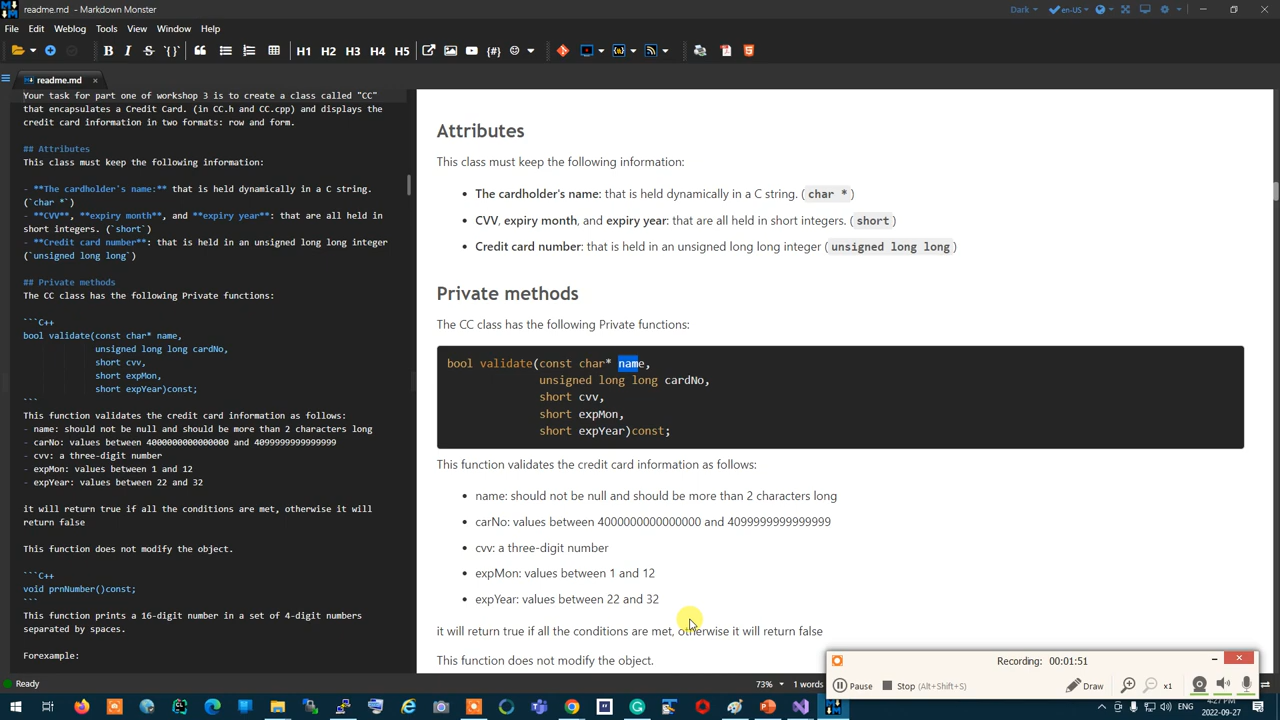 readme.md - Markdown Monster
Dark
en-US
File Edit Weblog Tools View Window Help
B I S `{} H1 H2 H3 H4 H5 {#}
readme.md ×
Your task for part one of workshop 3 is to create a class called "CC"
that encapsulates a Credit Card. (in CC.h and CC.cpp) and displays the
credit card information in two formats: row and form.
## Attributes
This class must keep the following information:
- **The cardholder's name:** that is held dynamically in a C string.
(`char *`)
- **CVV**, **expiry month**, and **expiry year**: that are all held in
short integers. (`short`)
- **Credit card number**: that is held in an unsigned long long integer
(`unsigned long long`)
## Private methods
The CC class has the following Private functions:
```C++
bool validate(const char* name,
unsigned long long cardNo,
short cvv,
short expMon,
short expYear)const;
```
This function validates the credit card information as follows:
- name: should not be null and should be more than 2 characters long
- carNo: values between 4000000000000000 and 4099999999999999
- cvv: a three-digit number
- expMon: values between 1 and 12
- expYear: values between 22 and 32
it will return true if all the conditions are met, otherwise it will
return false
This function does not modify the object.
```C++
void prnNumber()const;
```
This function prints a 16-digit number in a set of 4-digit numbers
separated by spaces.
Forexample:
Attributes
This class must keep the following information:
• The cardholder's name: that is held dynamically in a C string. (char *)
• CVV, expiry month, and expiry year: that are all held in short integers. (short)
• Credit card number: that is held in an unsigned long long integer (unsigned long long)
Private methods
The CC class has the following Private functions:
bool validate(const char* name,
unsigned long long cardNo,
short cvv,
short expMon,
short expYear)const;
This function validates the credit card information as follows:
• name: should not be null and should be more than 2 characters long
• carNo: values between 4000000000000000 and 4099999999999999
• cvv: a three-digit number
• expMon: values between 1 and 12
• expYear: values between 22 and 32
it will return true if all the conditions are met, otherwise it will return false
This function does not modify the object.
Recording: 00:01:51
Pause Stop (Alt+Shift+S) Draw x1
Ready
73%
1 words
ENG
4:27 PM
2022-09-27